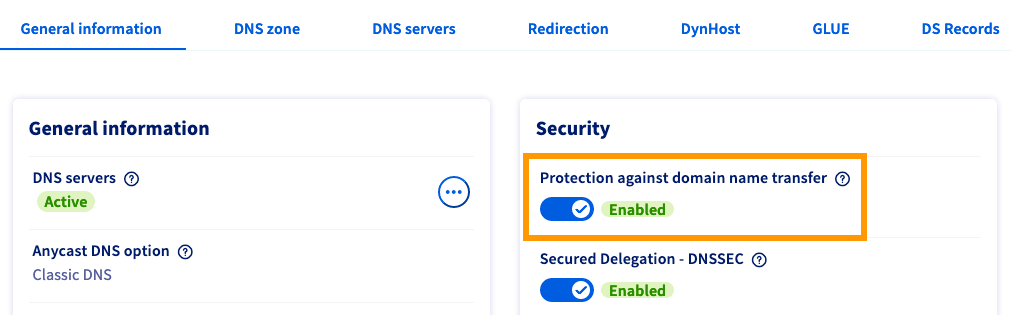 General information DNS zone DNS servers Redirection DynHost GLUE DS Records
General information
DNS servers ?
Active
...
Anycast DNS option ?
Classic DNS
Security
Protection against domain name transfer ?
Enabled
Secured Delegation - DNSSEC ?
Enabled